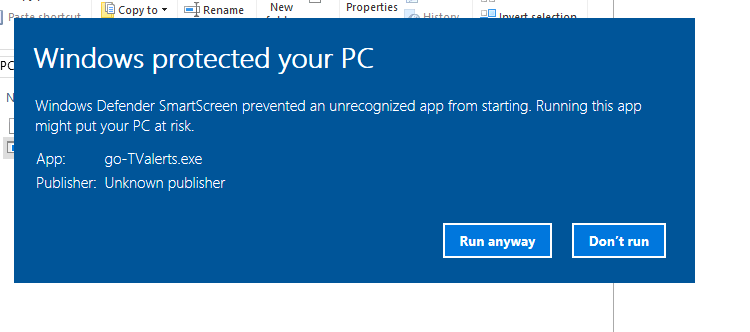 Copy to
Rename
New
Properties
Paste shortcut
History
Invert selection
PC
Windows protected your PC
Windows Defender SmartScreen prevented an unrecognized app from starting. Running this app
might put your PC at risk.
App: go-TValerts.exe
Publisher: Unknown publisher
Run anyway
Don't run